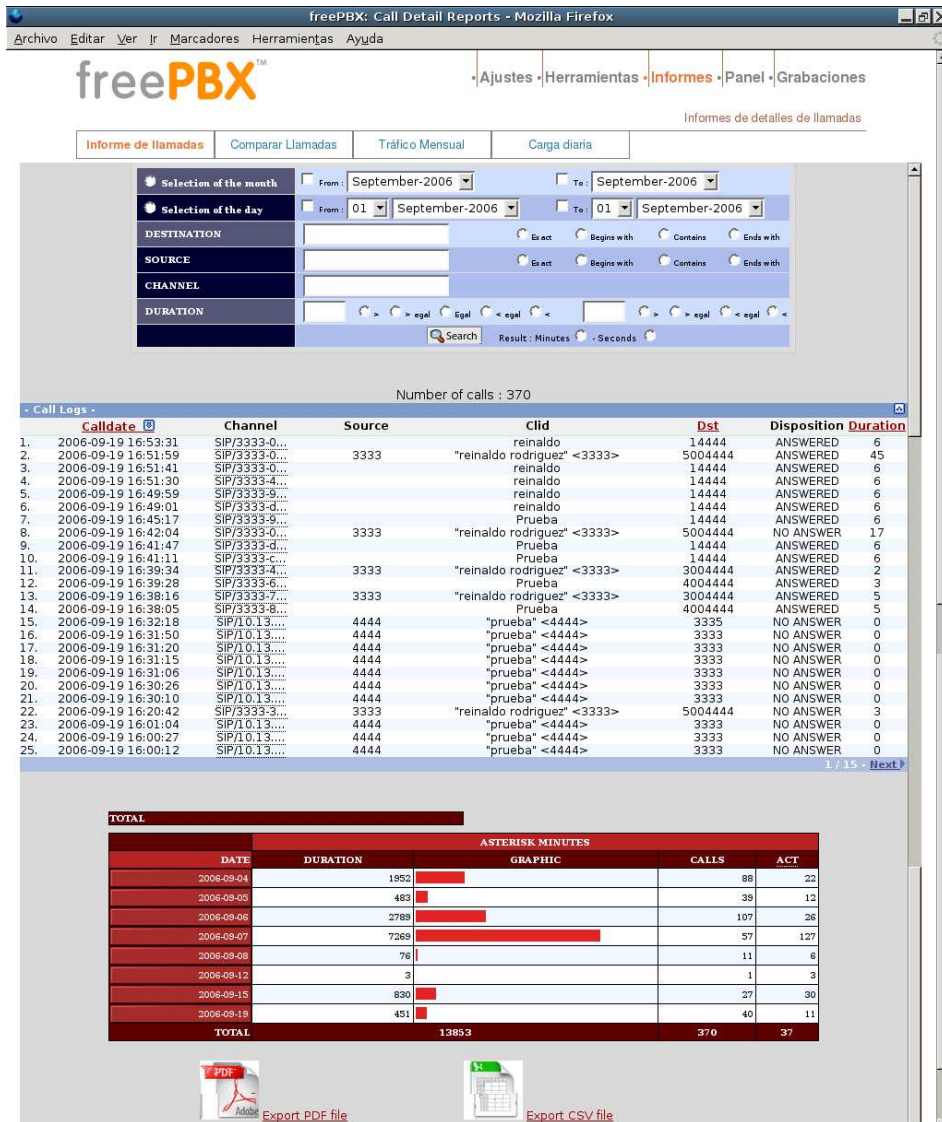 freePBX: Call Detail Reports - Mozilla Firefox
Archivo Editar Ver Ir Marcadores Herramientas Ayuda
freePBX™
• Ajustes • Herramientas • Informes • Panel • Grabaciones
Informes de detalles de llamadas
Informe de llamadas Comparar Llamadas Tráfico Mensual Carga diaria
Selection of the month From : September-2006 To : September-2006
Selection of the day From : 01 September-2006 To : 01 September-2006
DESTINATION Exact Begins with Contains Ends with
SOURCE Exact Begins with Contains Ends with
CHANNEL
DURATION > > egal Egal < egal < > > egal < egal <
Search Result : Minutes - Seconds
Number of calls : 370
- Call Logs -
Calldate Channel Source Clid Dst Disposition Duration
1. 2006-09-19 16:53:31 SIP/3333-0... reinaldo 14444 ANSWERED 6
2. 2006-09-19 16:51:59 SIP/3333-0... 3333 "reinaldo rodriguez" <3333> 5004444 ANSWERED 45
3. 2006-09-19 16:51:41 SIP/3333-0... reinaldo 14444 ANSWERED 6
4. 2006-09-19 16:51:30 SIP/3333-4... reinaldo 14444 ANSWERED 6
5. 2006-09-19 16:49:59 SIP/3333-9... reinaldo 14444 ANSWERED 6
6. 2006-09-19 16:49:01 SIP/3333-d... reinaldo 14444 ANSWERED 6
7. 2006-09-19 16:45:17 SIP/3333-9... Prueba 14444 ANSWERED 6
8. 2006-09-19 16:42:04 SIP/3333-0... 3333 "reinaldo rodriguez" <3333> 5004444 NO ANSWER 17
9. 2006-09-19 16:41:47 SIP/3333-d... Prueba 14444 ANSWERED 6
10. 2006-09-19 16:41:11 SIP/3333-c... Prueba 14444 ANSWERED 6
11. 2006-09-19 16:39:34 SIP/3333-4... 3333 "reinaldo rodriguez" <3333> 3004444 ANSWERED 2
12. 2006-09-19 16:39:28 SIP/3333-6... Prueba 4004444 ANSWERED 3
13. 2006-09-19 16:38:16 SIP/3333-7... 3333 "reinaldo rodriguez" <3333> 3004444 ANSWERED 5
14. 2006-09-19 16:38:05 SIP/3333-8... Prueba 4004444 ANSWERED 5
15. 2006-09-19 16:32:18 SIP/10.13.... 4444 "prueba" <4444> 3335 NO ANSWER 0
16. 2006-09-19 16:31:50 SIP/10.13.... 4444 "prueba" <4444> 3333 NO ANSWER 0
17. 2006-09-19 16:31:20 SIP/10.13.... 4444 "prueba" <4444> 3333 NO ANSWER 0
18. 2006-09-19 16:31:15 SIP/10.13.... 4444 "prueba" <4444> 3333 NO ANSWER 0
19. 2006-09-19 16:31:06 SIP/10.13.... 4444 "prueba" <4444> 3333 NO ANSWER 0
20. 2006-09-19 16:30:26 SIP/10.13.... 4444 "prueba" <4444> 3333 NO ANSWER 0
21. 2006-09-19 16:30:10 SIP/10.13.... 4444 "prueba" <4444> 3333 NO ANSWER 0
22. 2006-09-19 16:20:42 SIP/3333-3... 3333 "reinaldo rodriguez" <3333> 5004444 NO ANSWER 3
23. 2006-09-19 16:01:04 SIP/10.13.... 4444 "prueba" <4444> 3333 NO ANSWER 0
24. 2006-09-19 16:00:27 SIP/10.13.... 4444 "prueba" <4444> 3333 NO ANSWER 0
25. 2006-09-19 16:00:12 SIP/10.13.... 4444 "prueba" <4444> 3333 NO ANSWER 0
1 / 15 - Next
TOTAL
ASTERISK MINUTES
DATE DURATION GRAPHIC CALLS ACT
2006-09-04 1952 88 22
2006-09-05 483 39 12
2006-09-06 2789 107 26
2006-09-07 7269 57 127
2006-09-08 76 11 6
2006-09-12 3 1 3
2006-09-15 830 27 30
2006-09-19 451 40 11
TOTAL 13853 370 37
PDF Adobe Export PDF file Export CSV file